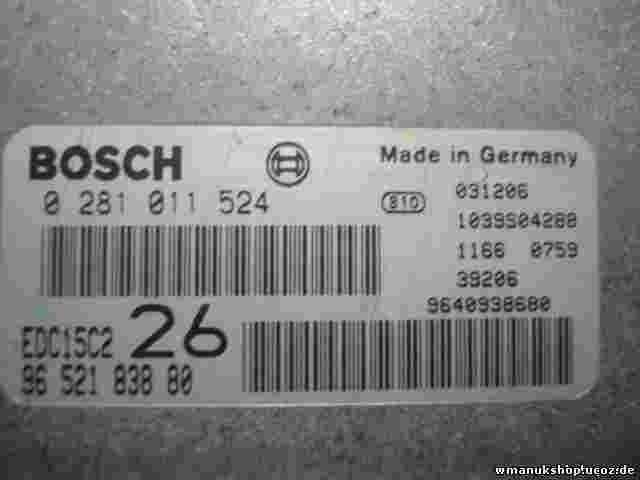 BOSCH
Made in Germany
0 281 011 524
810
031206
1039S04280
1166 0759
39206
9640938680
EDC15C2 26
96 521 838 80
wmanukshop.ucoz.de